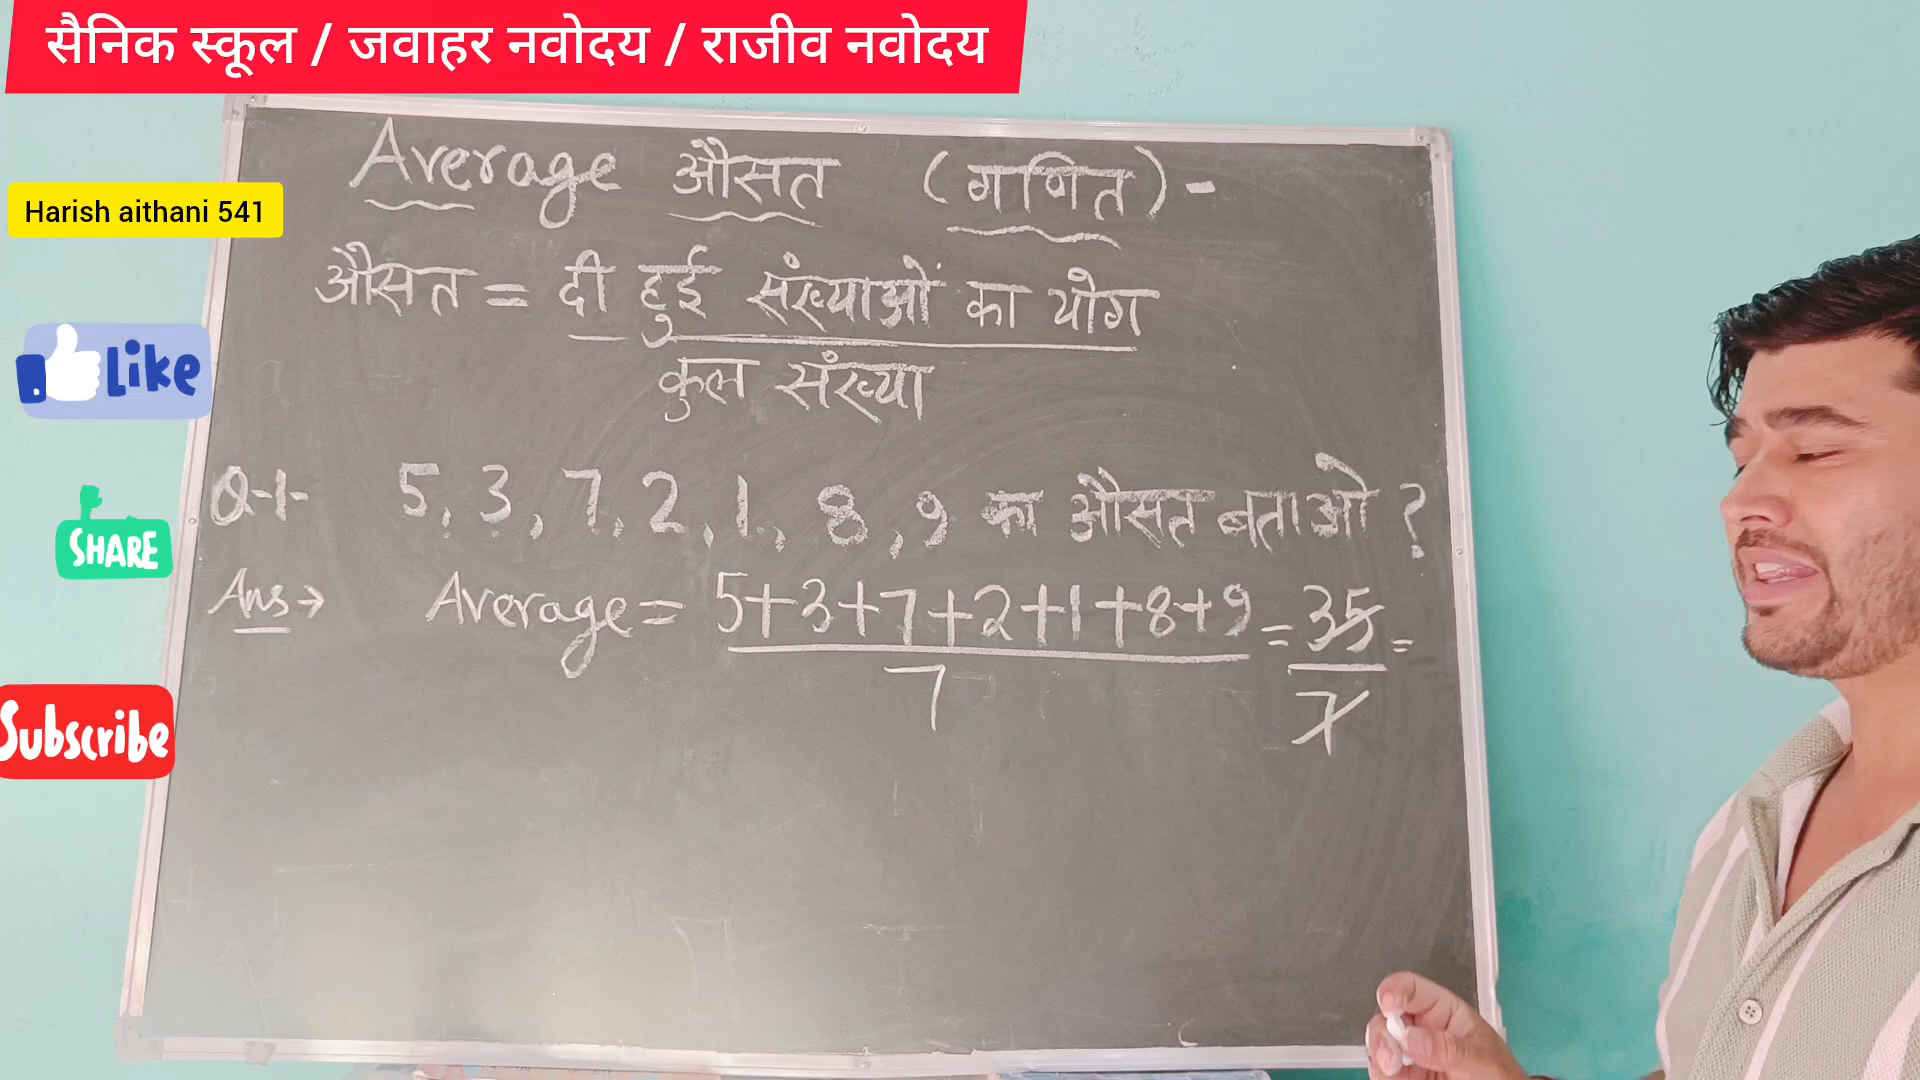 सैनिक स्कूल / जवाहर नवोदय / राजीव नवोदय
Average औसत (गणित) -
Harish aithani 541
औसत = दी हुई संख्याओं का योग
कुल संख्या
Like
Q-1- 5, 3, 7, 2, 1, 8, 9 का औसत बताओ ?
SHARE
Ans → Average = 5+3+7+2+1+8+9 = 35 =
7 7
Subscribe